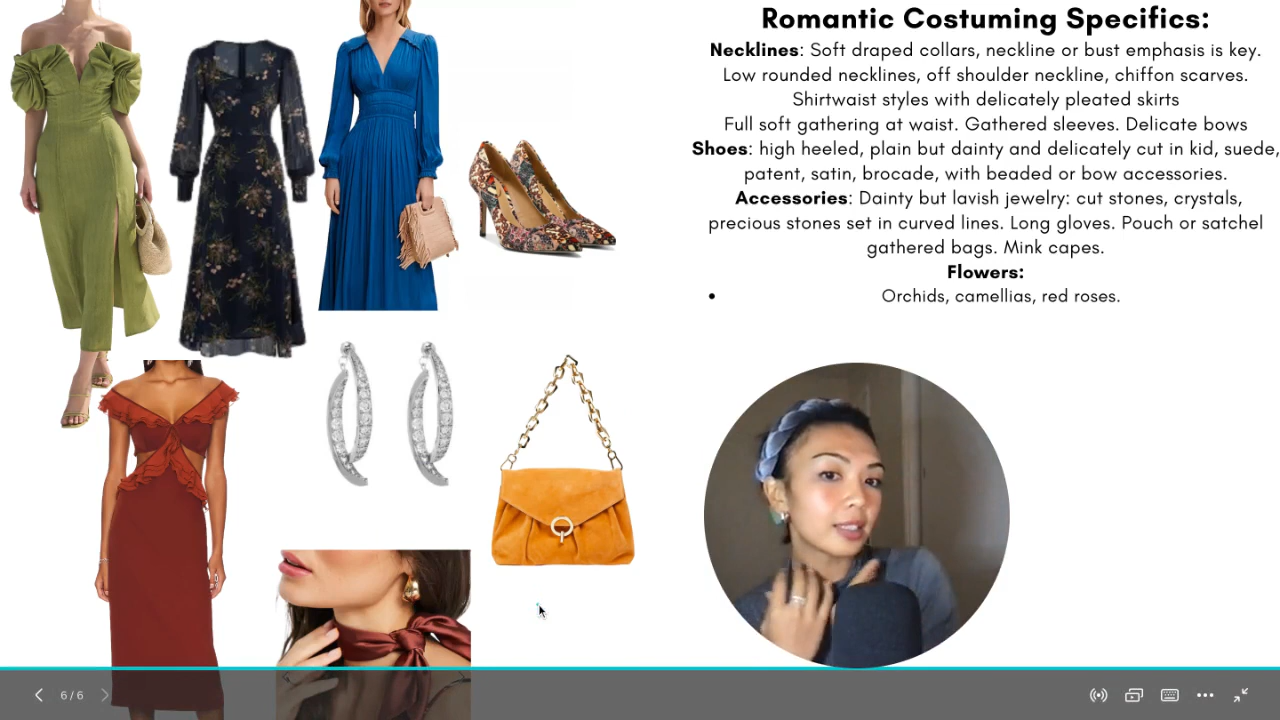 Romantic Costuming Specifics:
Necklines: Soft draped collars, neckline or bust emphasis is key.
Low rounded necklines, off shoulder neckline, chiffon scarves.
Shirtwaist styles with delicately pleated skirts
Full soft gathering at waist. Gathered sleeves. Delicate bows
Shoes: high heeled, plain but dainty and delicately cut in kid, suede,
patent, satin, brocade, with beaded or bow accessories.
Accessories: Dainty but lavish jewelry: cut stones, crystals,
precious stones set in curved lines. Long gloves. Pouch or satchel
gathered bags. Mink capes.
Flowers:
• Orchids, camellias, red roses.
6/6